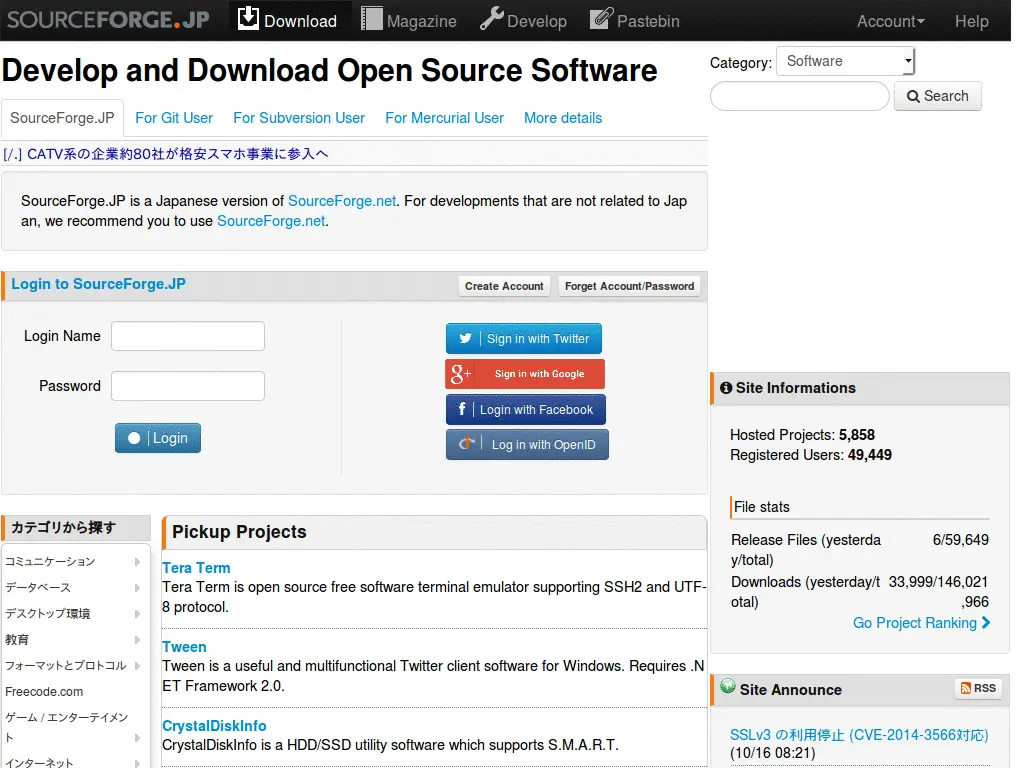 SOURCEFORGE.JP Download Magazine Develop Pastebin Account Help
Develop and Download Open Source Software
Category: Software
Search
SourceForge.JP For Git User For Subversion User For Mercurial User More details
[/.] CATV系の企業約80社が格安スマホ事業に参入へ
SourceForge.JP is a Japanese version of SourceForge.net. For developments that are not related to Jap
an, we recommend you to use SourceForge.net.
Login to SourceForge.JP Create Account Forget Account/Password
Login Name
Password
Login
Sign in with Twitter
g+ Sign in with Google
f Login with Facebook
Log in with OpenID
Site Informations
Hosted Projects: 5,858
Registered Users: 49,449
File stats
Release Files (yesterda 6/59,649
y/total)
Downloads (yesterday/t 33,999/146,021
otal) ,966
Go Project Ranking
カテゴリから探す
コミュニケーション
データベース
デスクトップ環境
教育
フォーマットとプロトコル
Freecode.com
ゲーム / エンターテイメン
ト
インターネット
Pickup Projects
Tera Term
Tera Term is open source free software terminal emulator supporting SSH2 and UTF-
8 protocol.
Tween
Tween is a useful and multifunctional Twitter client software for Windows. Requires .N
ET Framework 2.0.
CrystalDiskInfo
CrystalDiskInfo is a HDD/SSD utility software which supports S.M.A.R.T.
Site Announce RSS
SSLv3 の利用停止 (CVE-2014-3566対応)
(10/16 08:21)